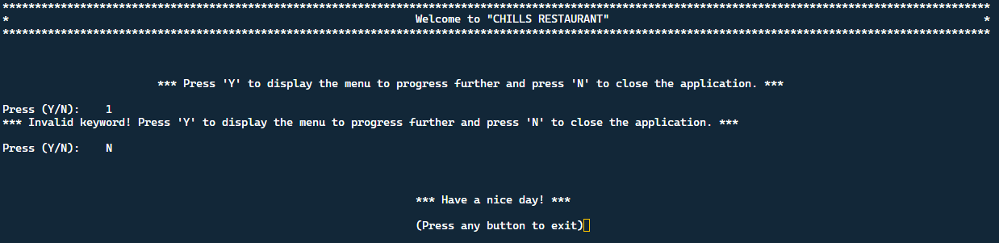 *********************************************************************************************************************************************************
* Welcome to "CHILLS RESTAURANT" *
*********************************************************************************************************************************************************
*** Press 'Y' to display the menu to progress further and press 'N' to close the application. ***
Press (Y/N): 1
*** Invalid keyword! Press 'Y' to display the menu to progress further and press 'N' to close the application. ***
Press (Y/N): N
*** Have a nice day! ***
(Press any button to exit)